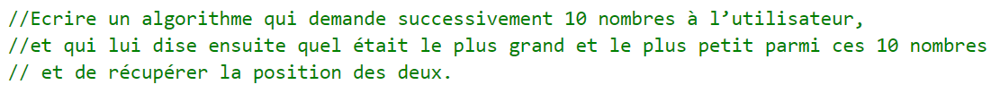 //Ecrire un algorithme qui demande successivement 10 nombres à l’utilisateur,
//et qui lui dise ensuite quel était le plus grand et le plus petit parmi ces 10 nombres
// et de récupérer la position des deux.